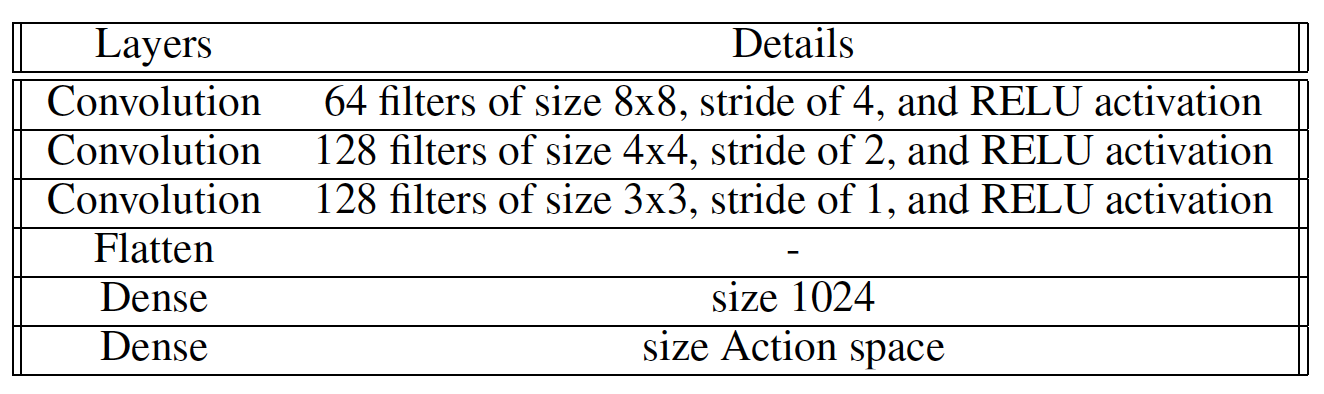 Layers Details
Convolution 64 filters of size 8x8, stride of 4, and RELU activation
Convolution 128 filters of size 4x4, stride of 2, and RELU activation
Convolution 128 filters of size 3x3, stride of 1, and RELU activation
Flatten -
Dense size 1024
Dense size Action space